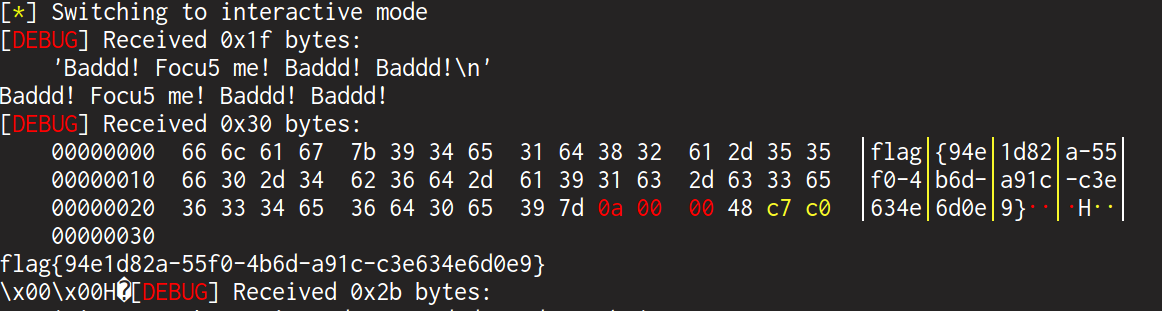 [*] Switching to interactive mode
[DEBUG] Received 0x1f bytes:
    'Baddd! Focu5 me! Baddd! Baddd!\n'
Baddd! Focu5 me! Baddd! Baddd!
[DEBUG] Received 0x30 bytes:
    00000000  66 6c 61 67  7b 39 34 65  31 64 38 32  61 2d 35 35  │flag│{94e│1d82│a-55│
    00000010  66 30 2d 34  62 36 64 2d  61 39 31 63  2d 63 33 65  │f0-4│b6d-│a91c│-c3e│
    00000020  36 33 34 65  36 64 30 65  39 7d 0a 00  00 48 c7 c0  │634e│6d0e│9}··│·H··│
    00000030
flag{94e1d82a-55f0-4b6d-a91c-c3e634e6d0e9}
\x00\x00H�[DEBUG] Received 0x2b bytes: